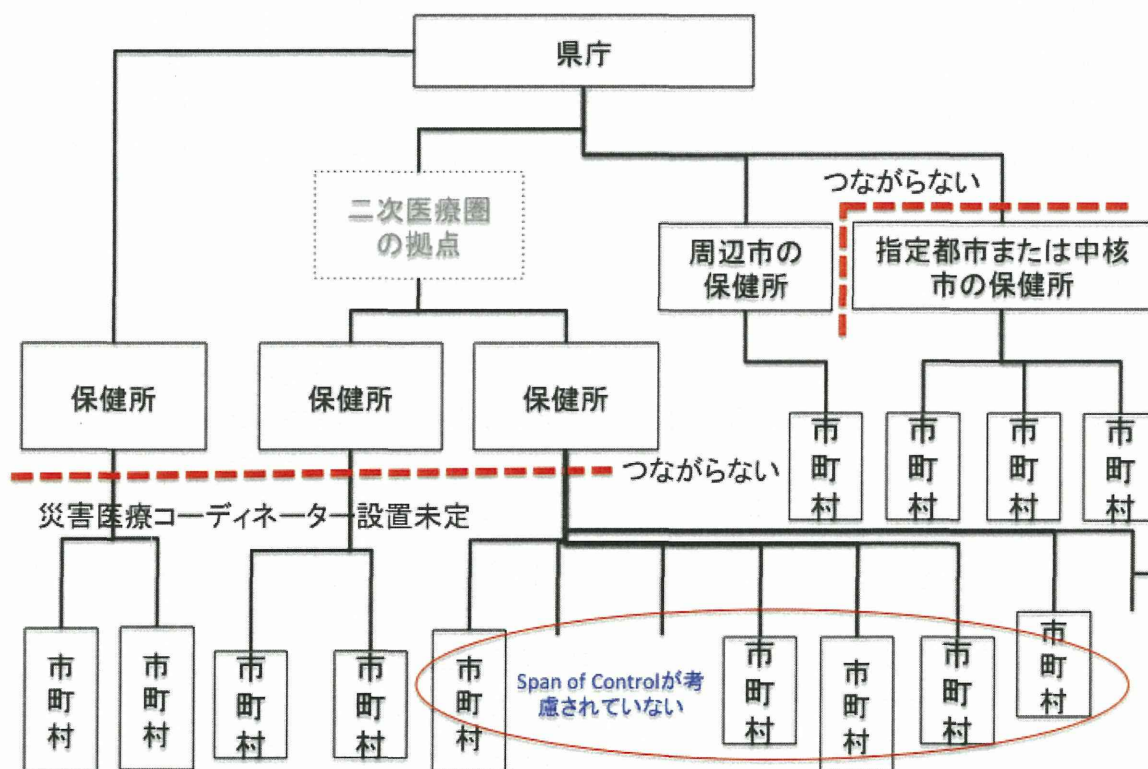 県庁
つながらない
二次医療圏
の拠点
周辺市の
保健所
指定都市または中核
市の保健所
保健所
保健所
保健所
市町村
市町村
市町村
市町村
つながらない
災害医療コーディネーター設置未定
市町村
市町村
市町村
市町村
市町村
Span of Controlが考
慮されていない
市町村
市町村
市町村
市町村